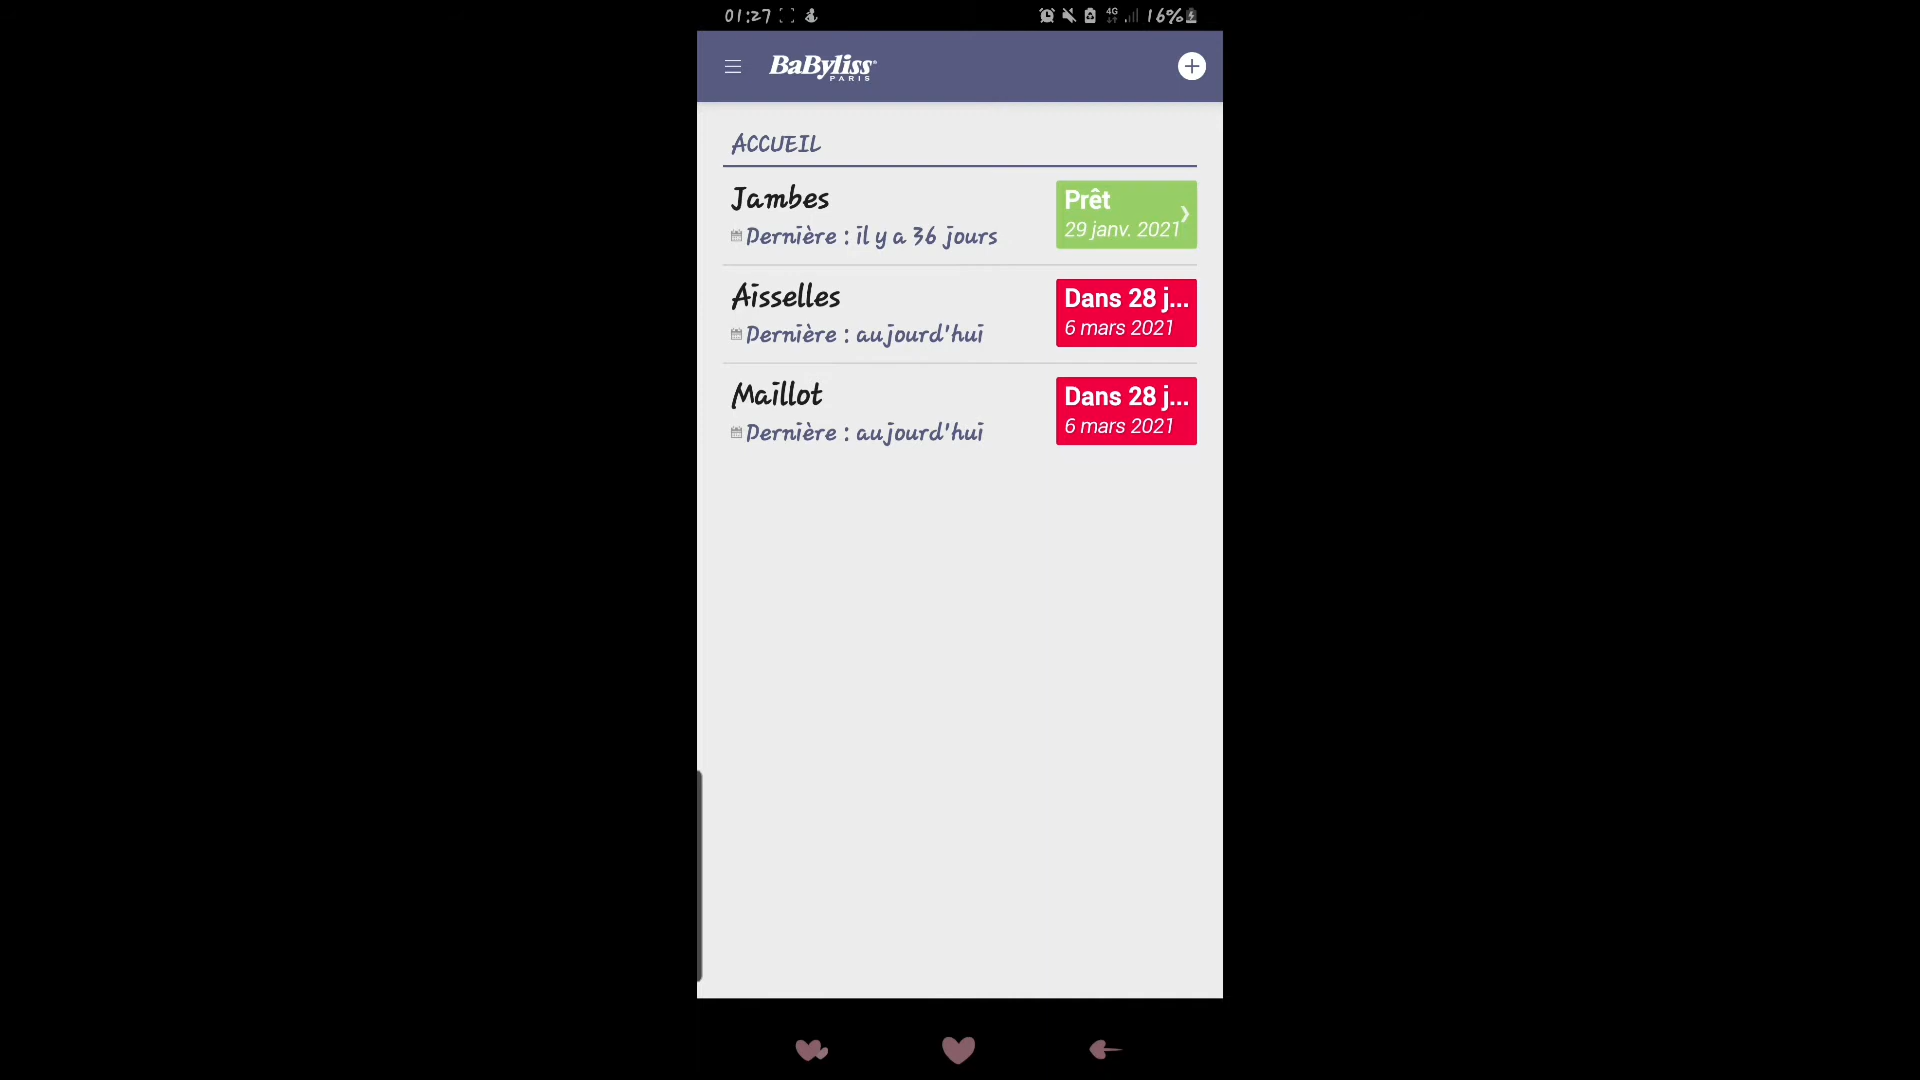 01:27 4G 16%
BaByliss®
PARIS
ACCUEIL
Jambes
Prêt
Dernière : il y a 36 jours
29 janv. 2021
Aisselles
Dans 28 j...
Dernière : aujourd'hui
6 mars 2021
Maillot
Dans 28 j...
Dernière : aujourd'hui
6 mars 2021